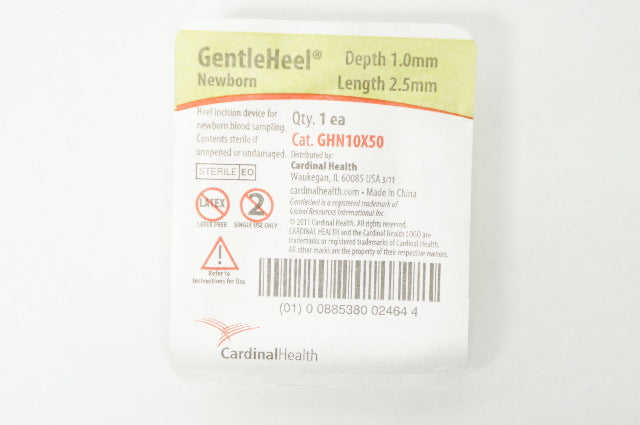 GentleHeel® Depth 1.0mm
Newborn Length 2.5mm
Heel incision device for
newborn blood sampling.
Contents sterile if
unopened or undamaged.
Qty. 1 ea
Cat. GHN10X50
Distributed by:
Cardinal Health
Waukegan, IL 60085 USA 3/11
cardinalhealth.com • Made in China
GentleHeel is a registered trademark of
Global Resources International Inc.
© 2011 Cardinal Health. All rights reserved.
CARDINAL HEALTH and the Cardinal Health LOGO are
trademarks or registered trademarks of Cardinal Health.
All other marks are the property of their respective owners.
STERILE EO
LATEX
LATEX FREE
2
SINGLE USE ONLY
!
Refer to
Instructions for Use
(01) 0 0885380 02464 4
CardinalHealth